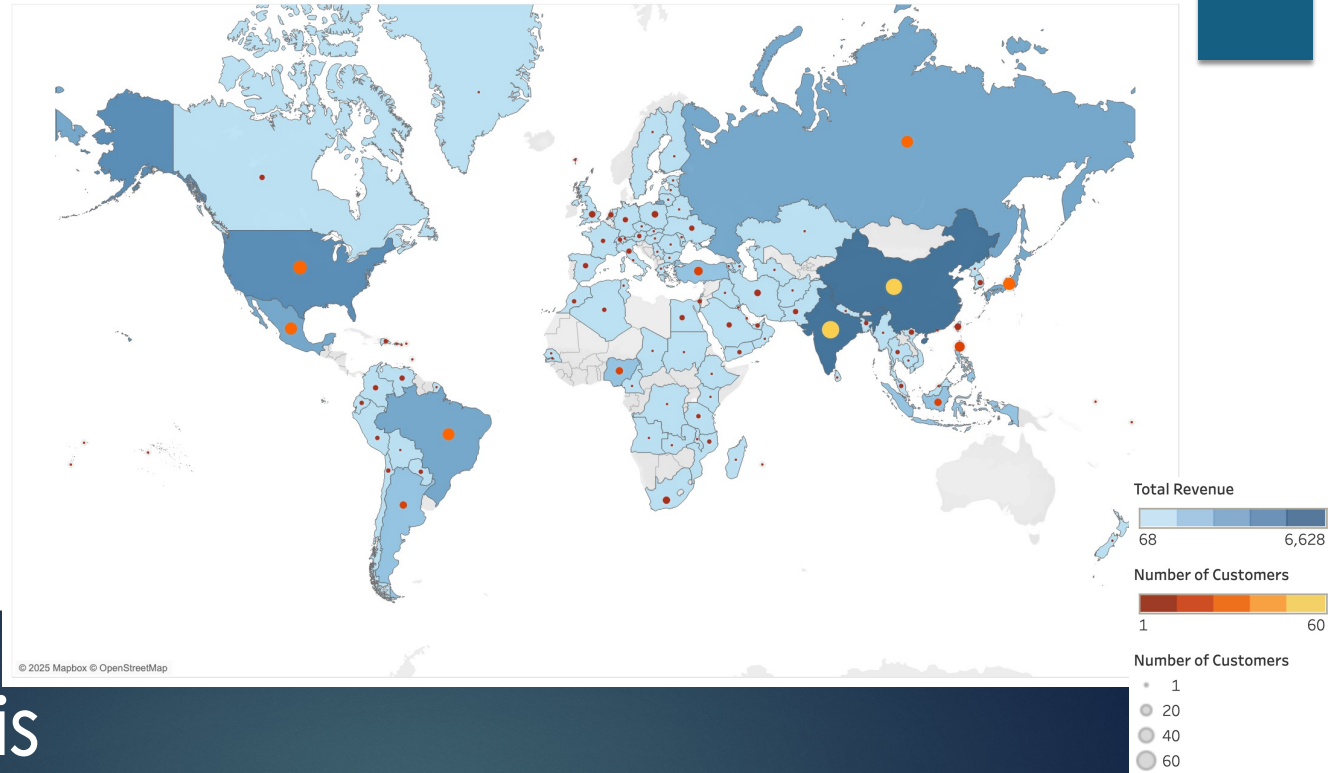 Total Revenue
68 6,628
Number of Customers
1 60
Number of Customers
1
20
40
60
© 2025 Mapbox © OpenStreetMap
is